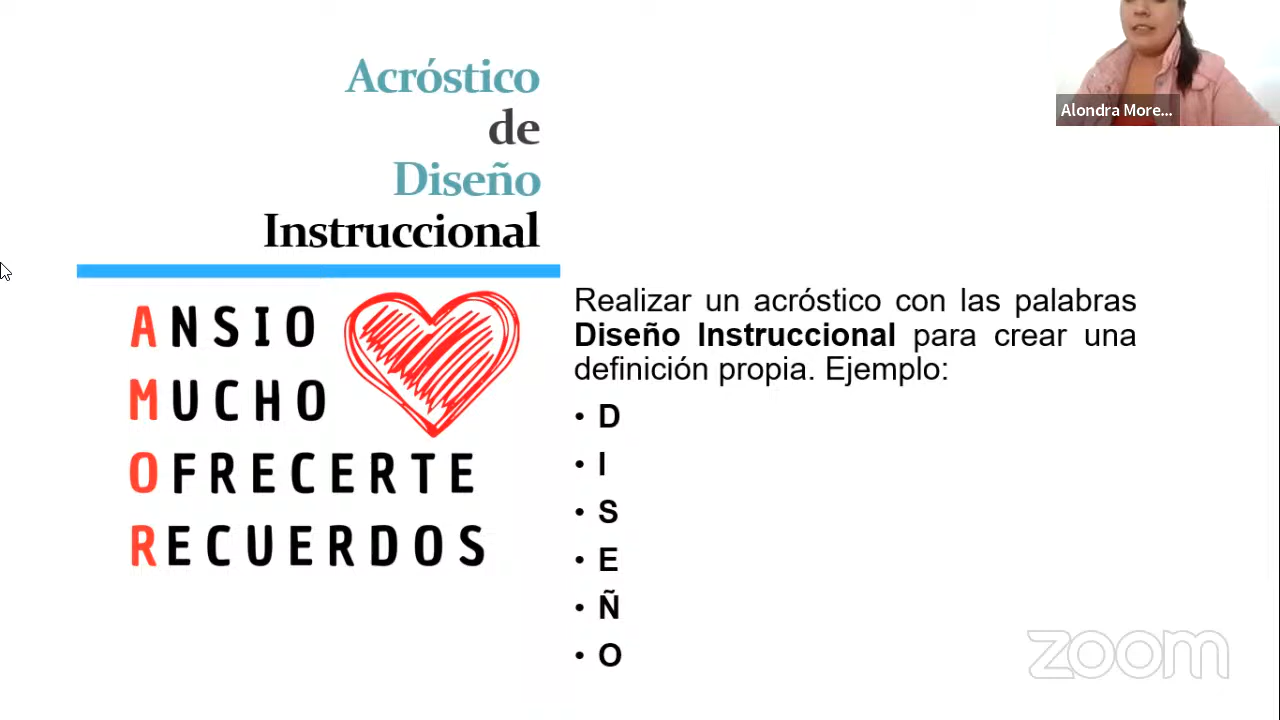 Acróstico
de
Diseño
Instruccional
ANSIO
MUCHO
OFRECERTE
RECUERDOS
Realizar un acróstico con las palabras
Diseño Instruccional para crear una
definición propia. Ejemplo:
• D
• I
• S
• E
• Ñ
• O
Alondra More...
zoom